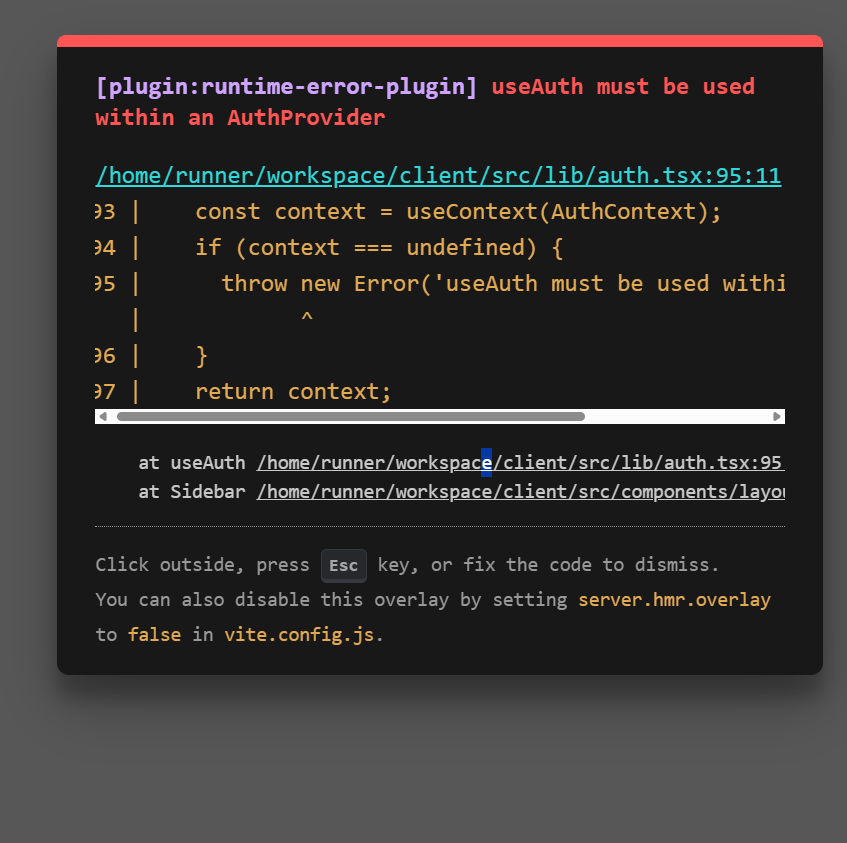 [plugin:runtime-error-plugin] useAuth must be used
within an AuthProvider
/home/runner/workspace/client/src/lib/auth.tsx:95:11
93 |    const context = useContext(AuthContext);
94 |    if (context === undefined) {
95 |      throw new Error('useAuth must be used withi
   |            ^
96 |    }
97 |    return context;
at useAuth /home/runner/workspace/client/src/lib/auth.tsx:95
at Sidebar /home/runner/workspace/client/src/components/layou
Click outside, press Esc key, or fix the code to dismiss.
You can also disable this overlay by setting server.hmr.overlay
to false in vite.config.js.